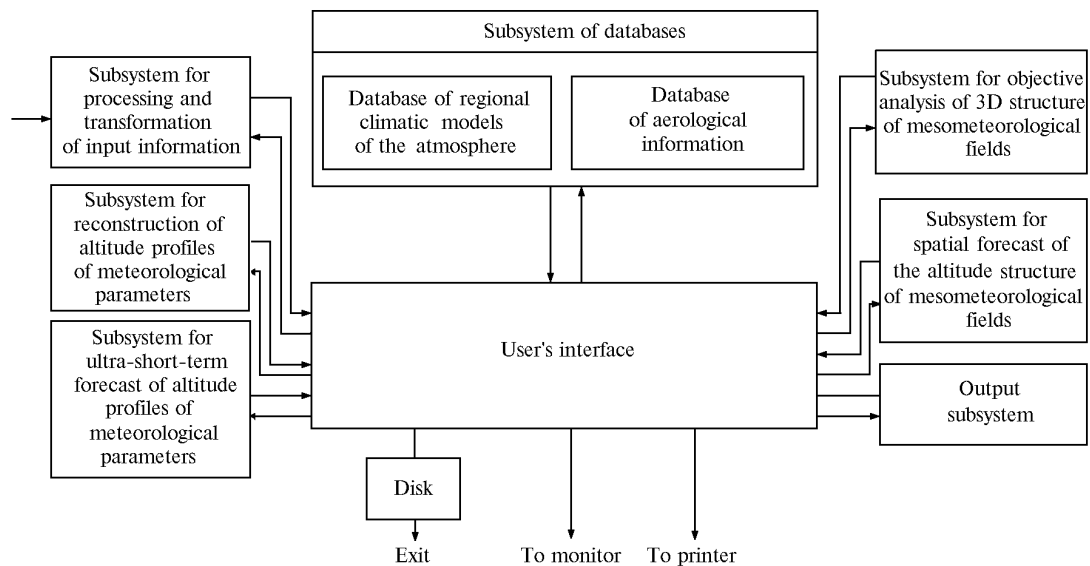 Subsystem of databases
Database of regional
climatic models
of the atmosphere
Database
of aerological
information
Subsystem for
processing and
transformation
of input information
Subsystem for
reconstruction of
altitude profiles
of meteorological
parameters
Subsystem for
ultra-short-term
forecast of altitude
profiles of
meteorological
parameters
User's interface
Subsystem for objective
analysis of 3D structure
of mesometeorological
fields
Subsystem for
spatial forecast of
the altitude structure
of mesometeorological
fields
Output
subsystem
Disk
Exit
To monitor
To printer